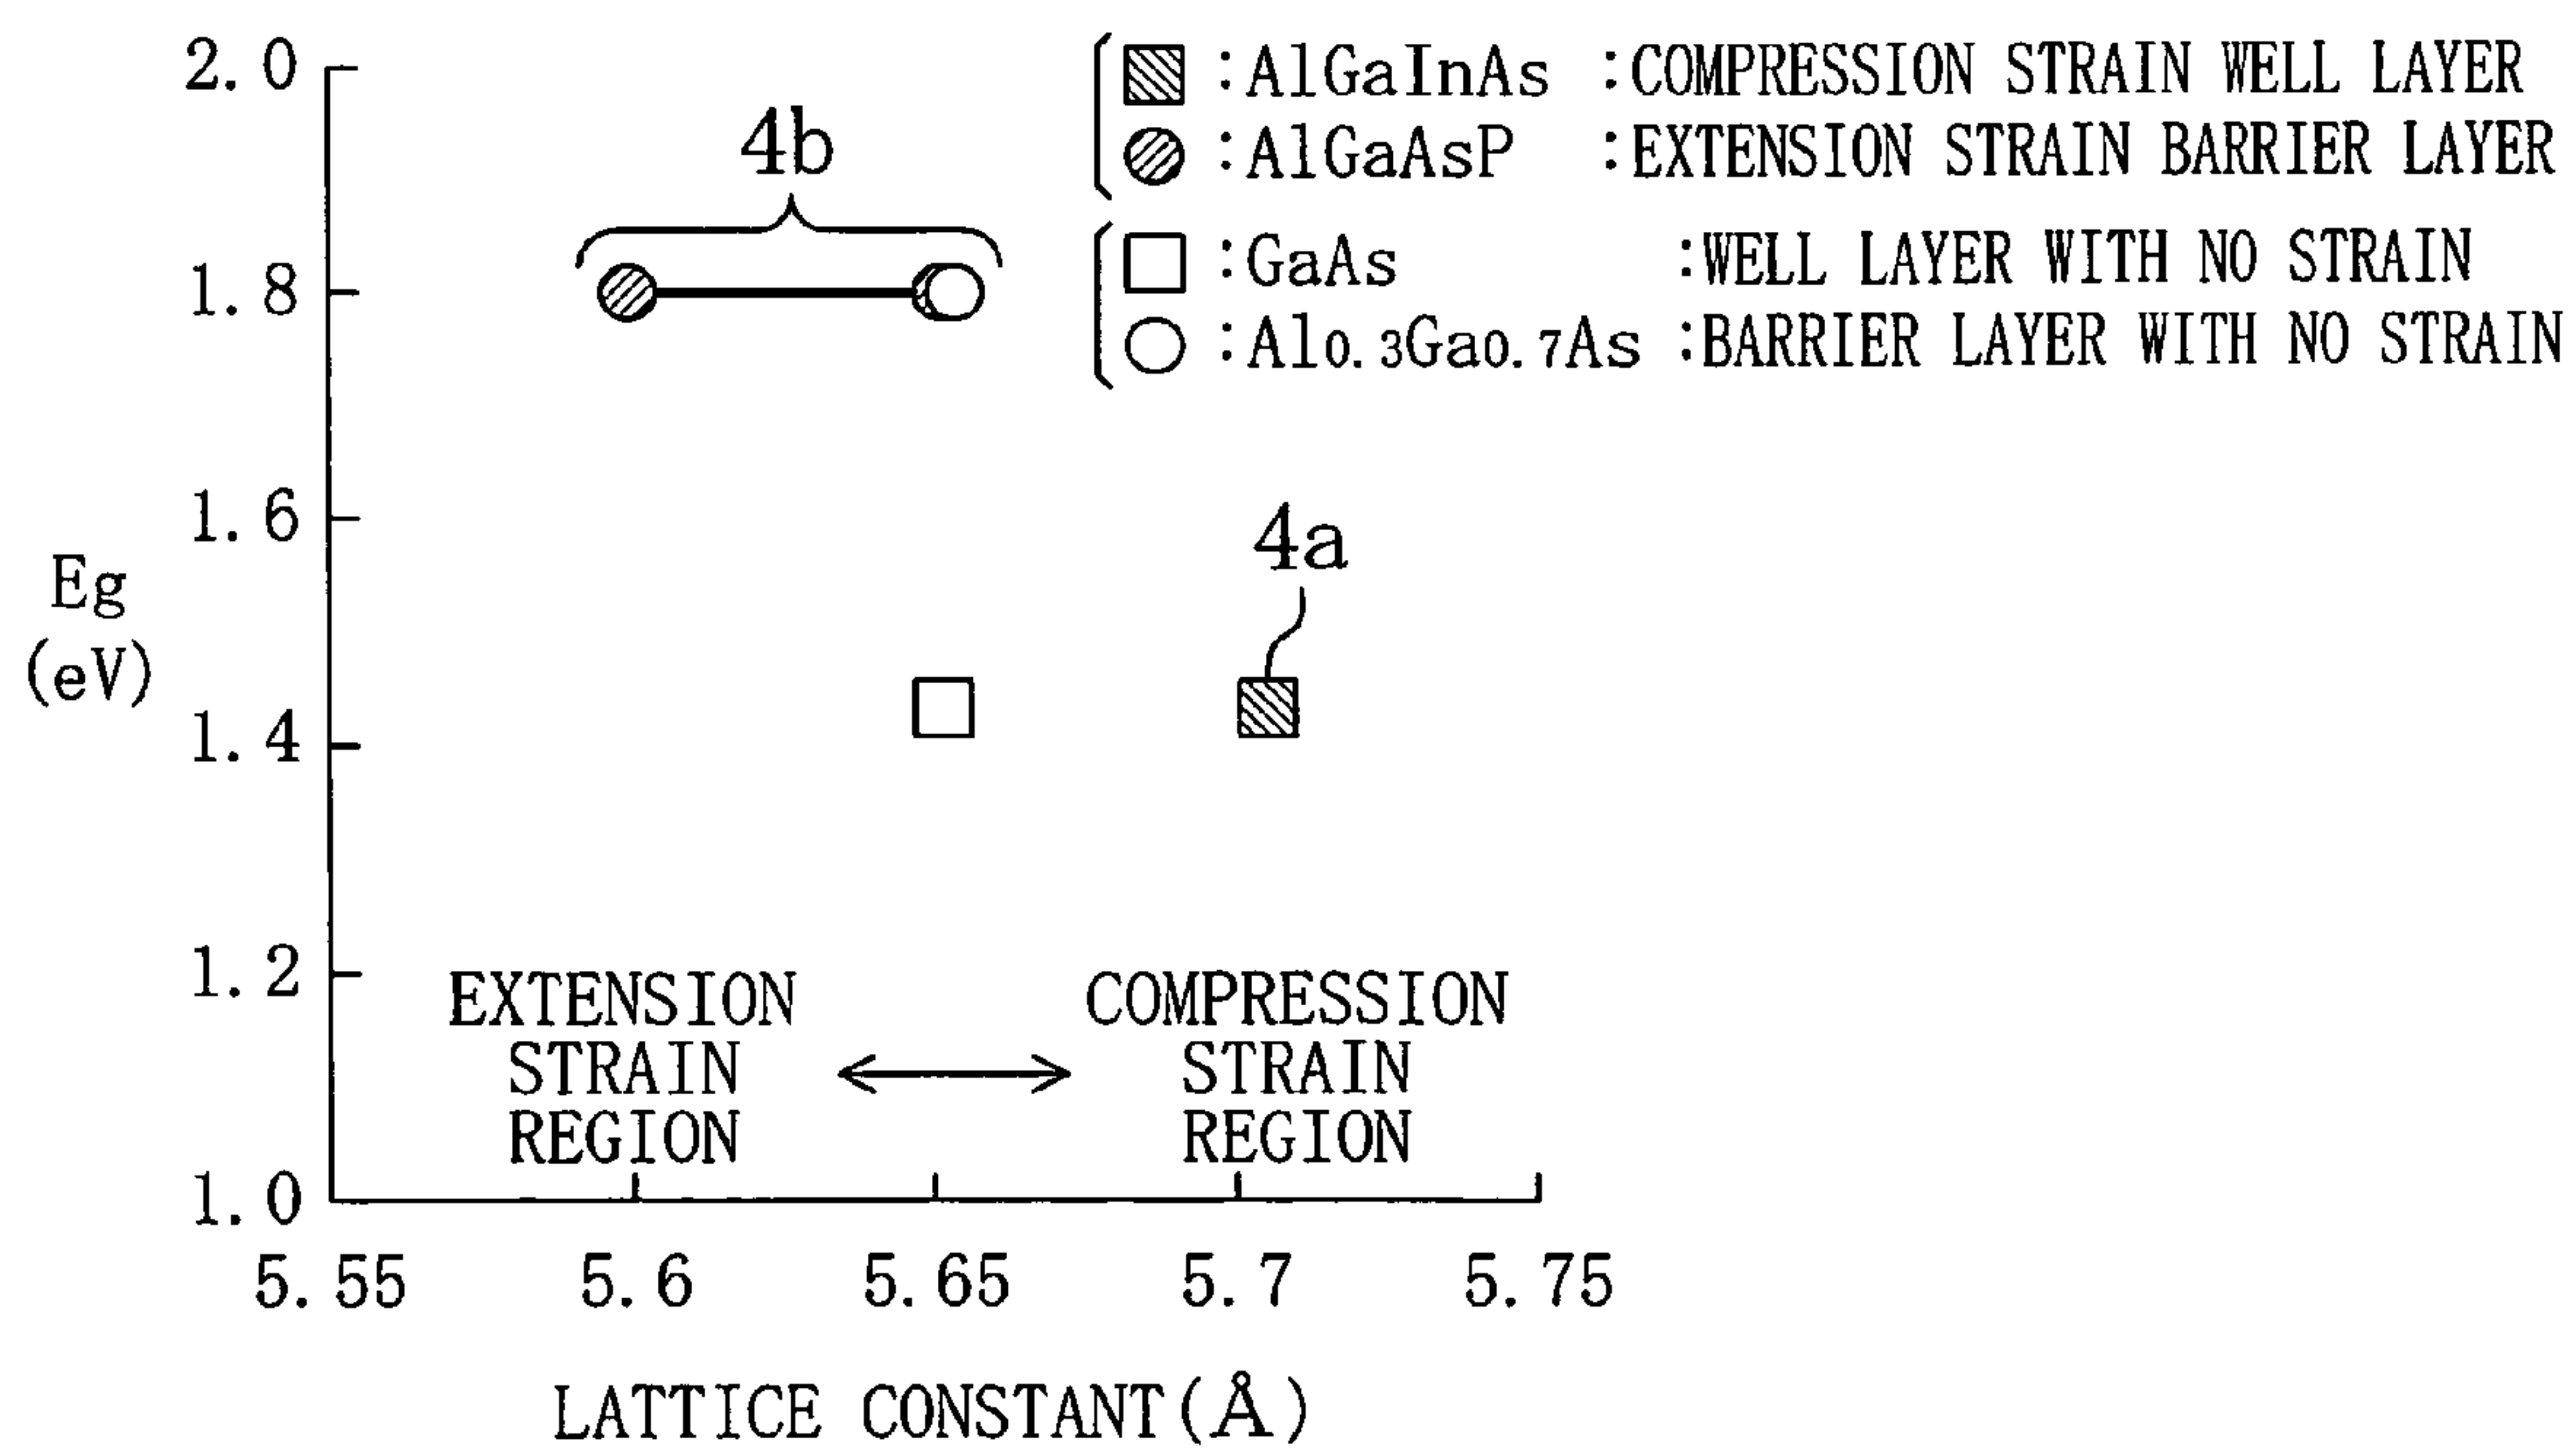 2.0
1.8
1.6
1.4
1.2
1.0
Eg
(eV)
4b
:AlGaInAs :COMPRESSION STRAIN WELL LAYER
:AlGaAsP :EXTENSION STRAIN BARRIER LAYER
:GaAs :WELL LAYER WITH NO STRAIN
:Al0.3Ga0.7As :BARRIER LAYER WITH NO STRAIN
4a
EXTENSION
STRAIN
REGION
COMPRESSION
STRAIN
REGION
5.55 5.6 5.65 5.7 5.75
LATTICE CONSTANT(Å)